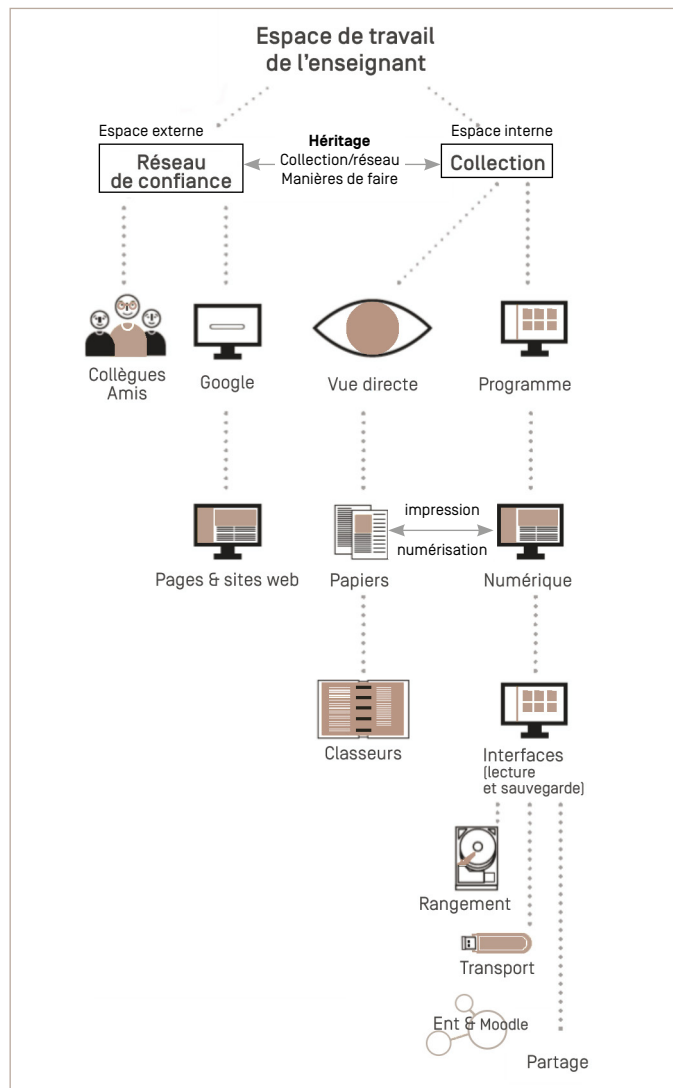 Espace de travail
de l'enseignant
Espace externe
Réseau
de confiance
Héritage
Collection/réseau
Manières de faire
Espace interne
Collection
Collègues
Amis
Google
Vue directe
Programme
Pages & sites web
Papiers
impression
numérisation
Numérique
Classeurs
Interfaces
(lecture
et sauvegarde)
Rangement
Transport
Ent & Moodle
Partage